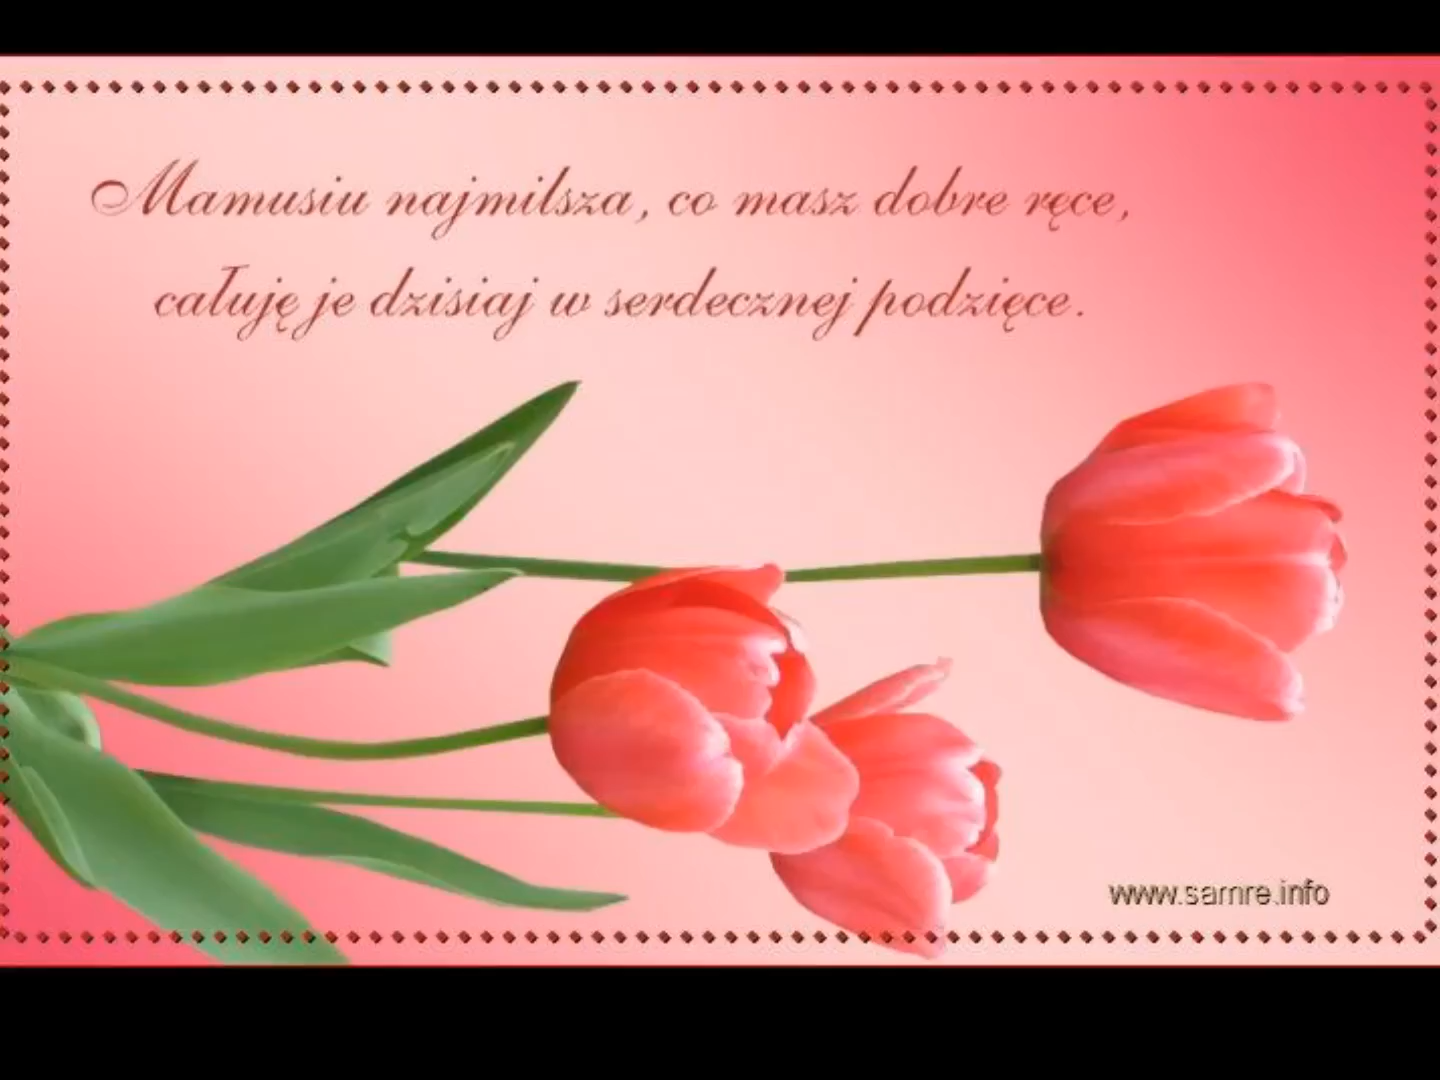 Mamusiu najmilsza, co masz dobre ręce,
całuję je dzisiaj w serdecznej podzięce.
www.samre.info